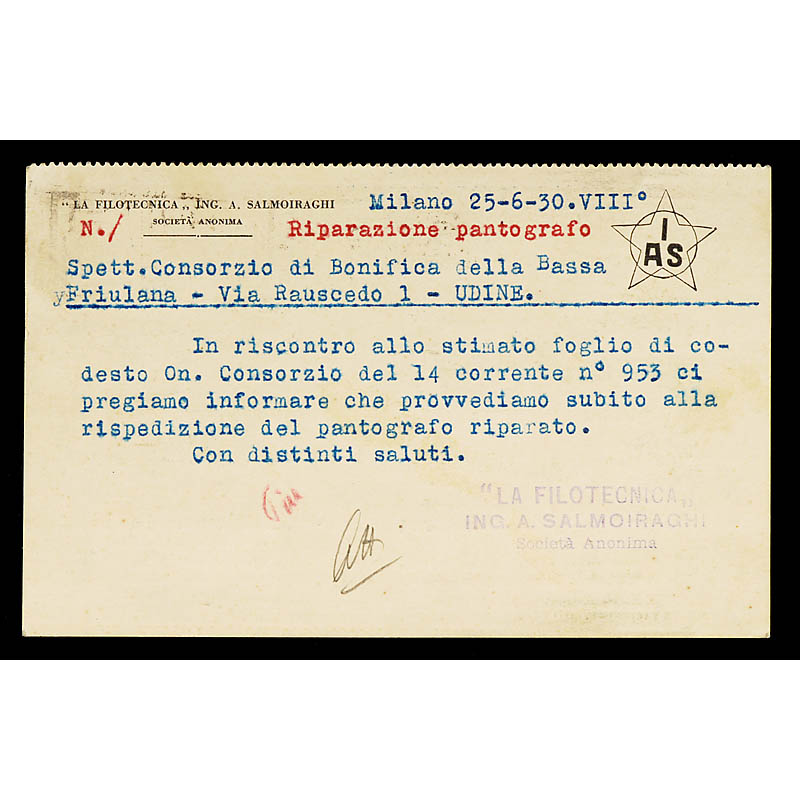 "LA FILOTECNICA„ ING. A. SALMOIRAGHI
SOCIETÀ ANONIMA
Milano 25-6-30.VIII°
N./ Riparazione pantografo
I
AS
Spett.Consorzio di Bonifica della Bassa
Friulana - Via Rauscedo 1 - UDINE.
In riscontro allo stimato foglio di co-
desto On. Consorzio del 14 corrente n° 953 ci
pregiamo informare che provvediamo subito alla
rispedizione del pantografo riparato.
Con distinti saluti.
"LA FILOTECNICA„
ING. A. SALMOIRAGHI
Società Anonima